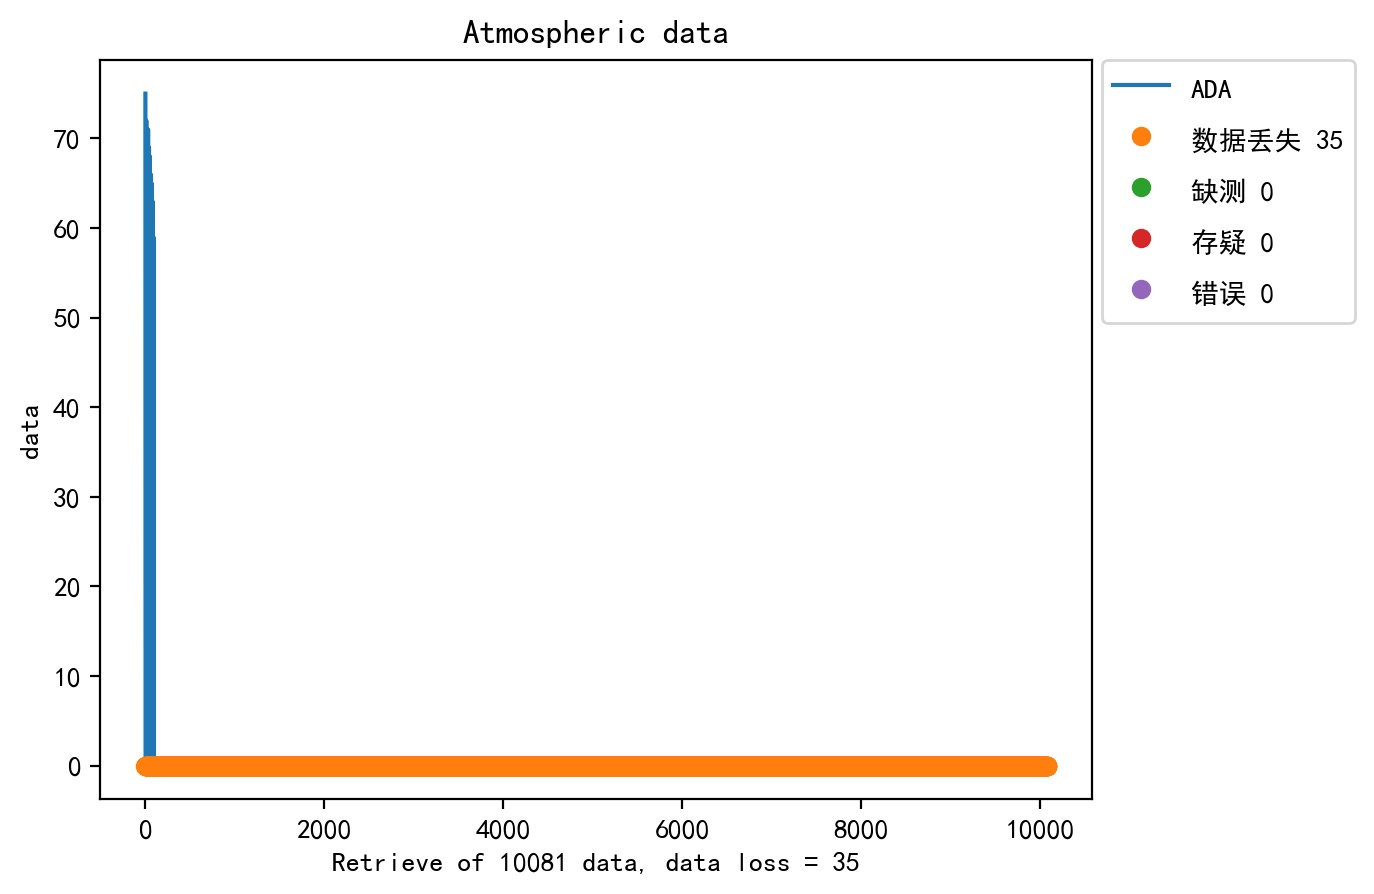 Atmospheric data
ADA
数据丢失 35
缺测 0
存疑 0
错误 0
data
70
60
50
40
30
20
10
0
0 2000 4000 6000 8000 10000
Retrieve of 10081 data, data loss = 35